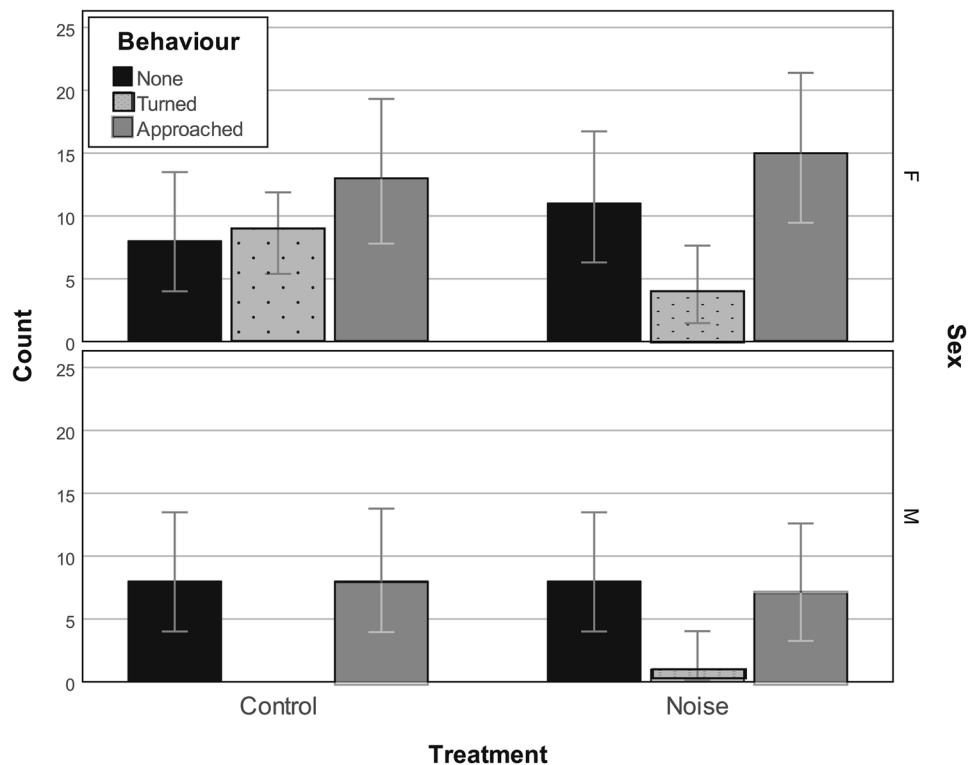 Behaviour
None
Turned
Approached
25
20
15
10
5
0
F
25
20
15
10
5
0
M
Count
Sex
Control Noise
Treatment